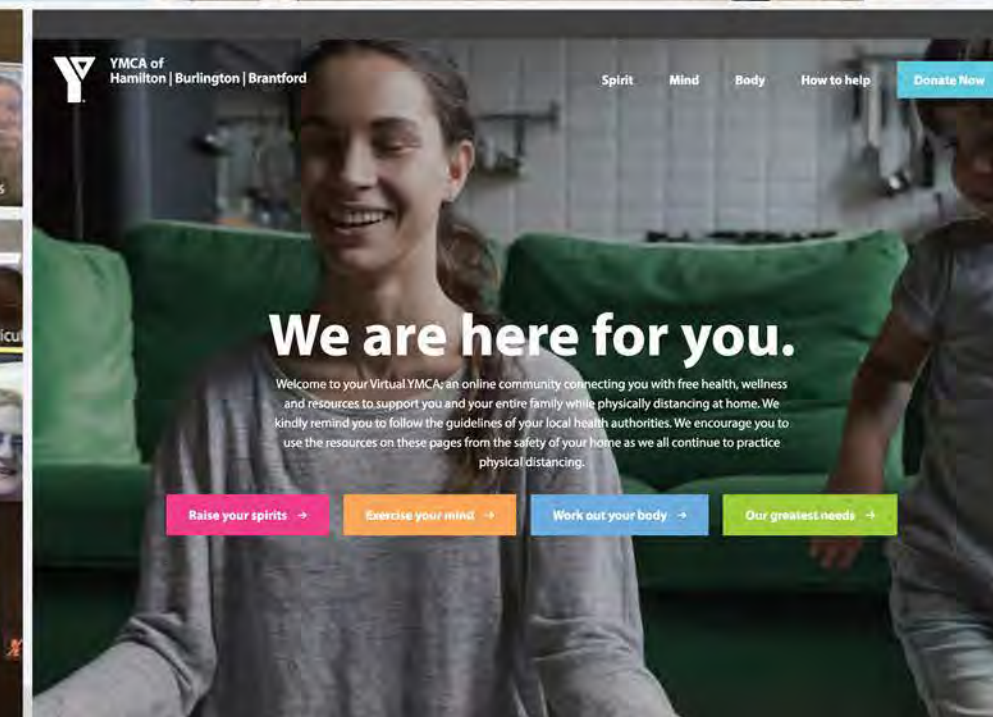 YMCA of
Hamilton | Burlington | Brantford
Spirit Mind Body How to help Donate Now
We are here for you.
Welcome to your Virtual YMCA; an online community connecting you with free health, wellness
and resources to support you and your entire family while physically distancing at home. We
kindly remind you to follow the guidelines of your local health authorities. We encourage you to
use the resources on these pages from the safety of your home as we all continue to practice
physical distancing.
Raise your spirits → Exercise your mind → Work out your body → Our greatest needs →